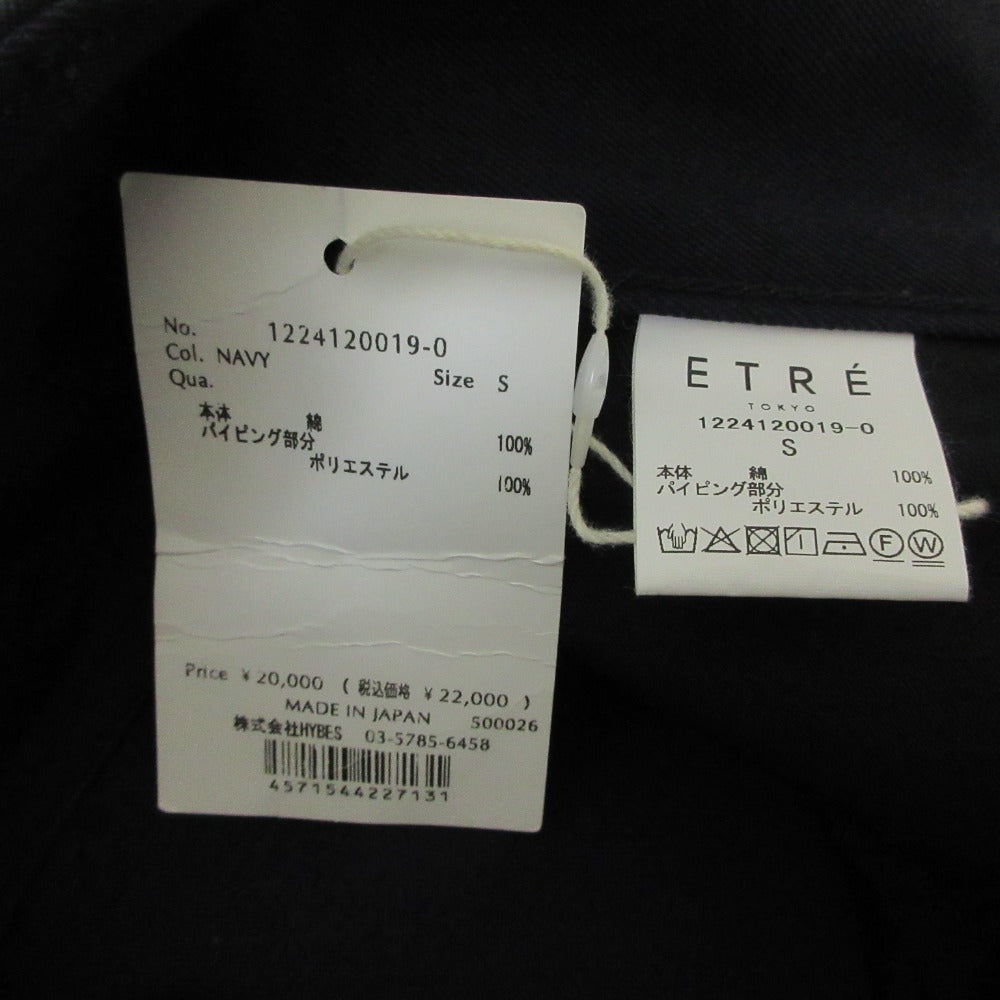 No. 1224120019-0
Col. NAVY
Qua. Size S
本体 綿 100%
パイピング部分
ポリエステル 100%
Price ¥20,000 (税込価格 ¥22,000)
MADE IN JAPAN 500026
株式会社HYBES 03-5785-6458
4571544227131
ETRÉ
TOKYO
1224120019-0
S
本体 綿 100%
パイピング部分
ポリエステル 100%
F W